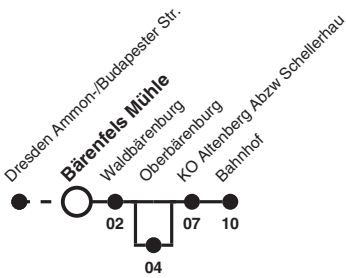 Dresden Ammon-/Budapester Str.
Bärenfels Mühle
Waldbärenburg
Oberbärenburg
KO Altenberg Abzw Schellerhau
Bahnhof
02
07
10
04